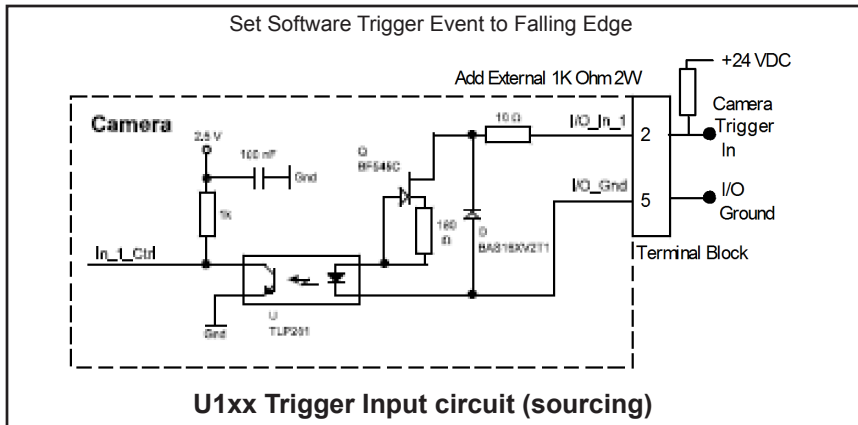 Set Software Trigger Event to Falling Edge
+24 VDC
Add External 1K Ohm 2W
Camera
2.5 V
100 nF
Gnd
Q
BF545C
10 Ω
I/O_In_1
2
Camera
Trigger
In
I/O_Gnd
5
I/O
Ground
1k
180
Ω
D
BAS16XV2T1
Terminal Block
In_1_Ctrl
Gnd
U
TLP281
U1xx Trigger Input circuit (sourcing)